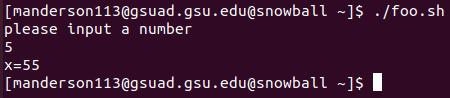 [manderson113@gsuad.gsu.edu@snowball ~]$ ./foo.sh
please input a number
5
x=55
[manderson113@gsuad.gsu.edu@snowball ~]$